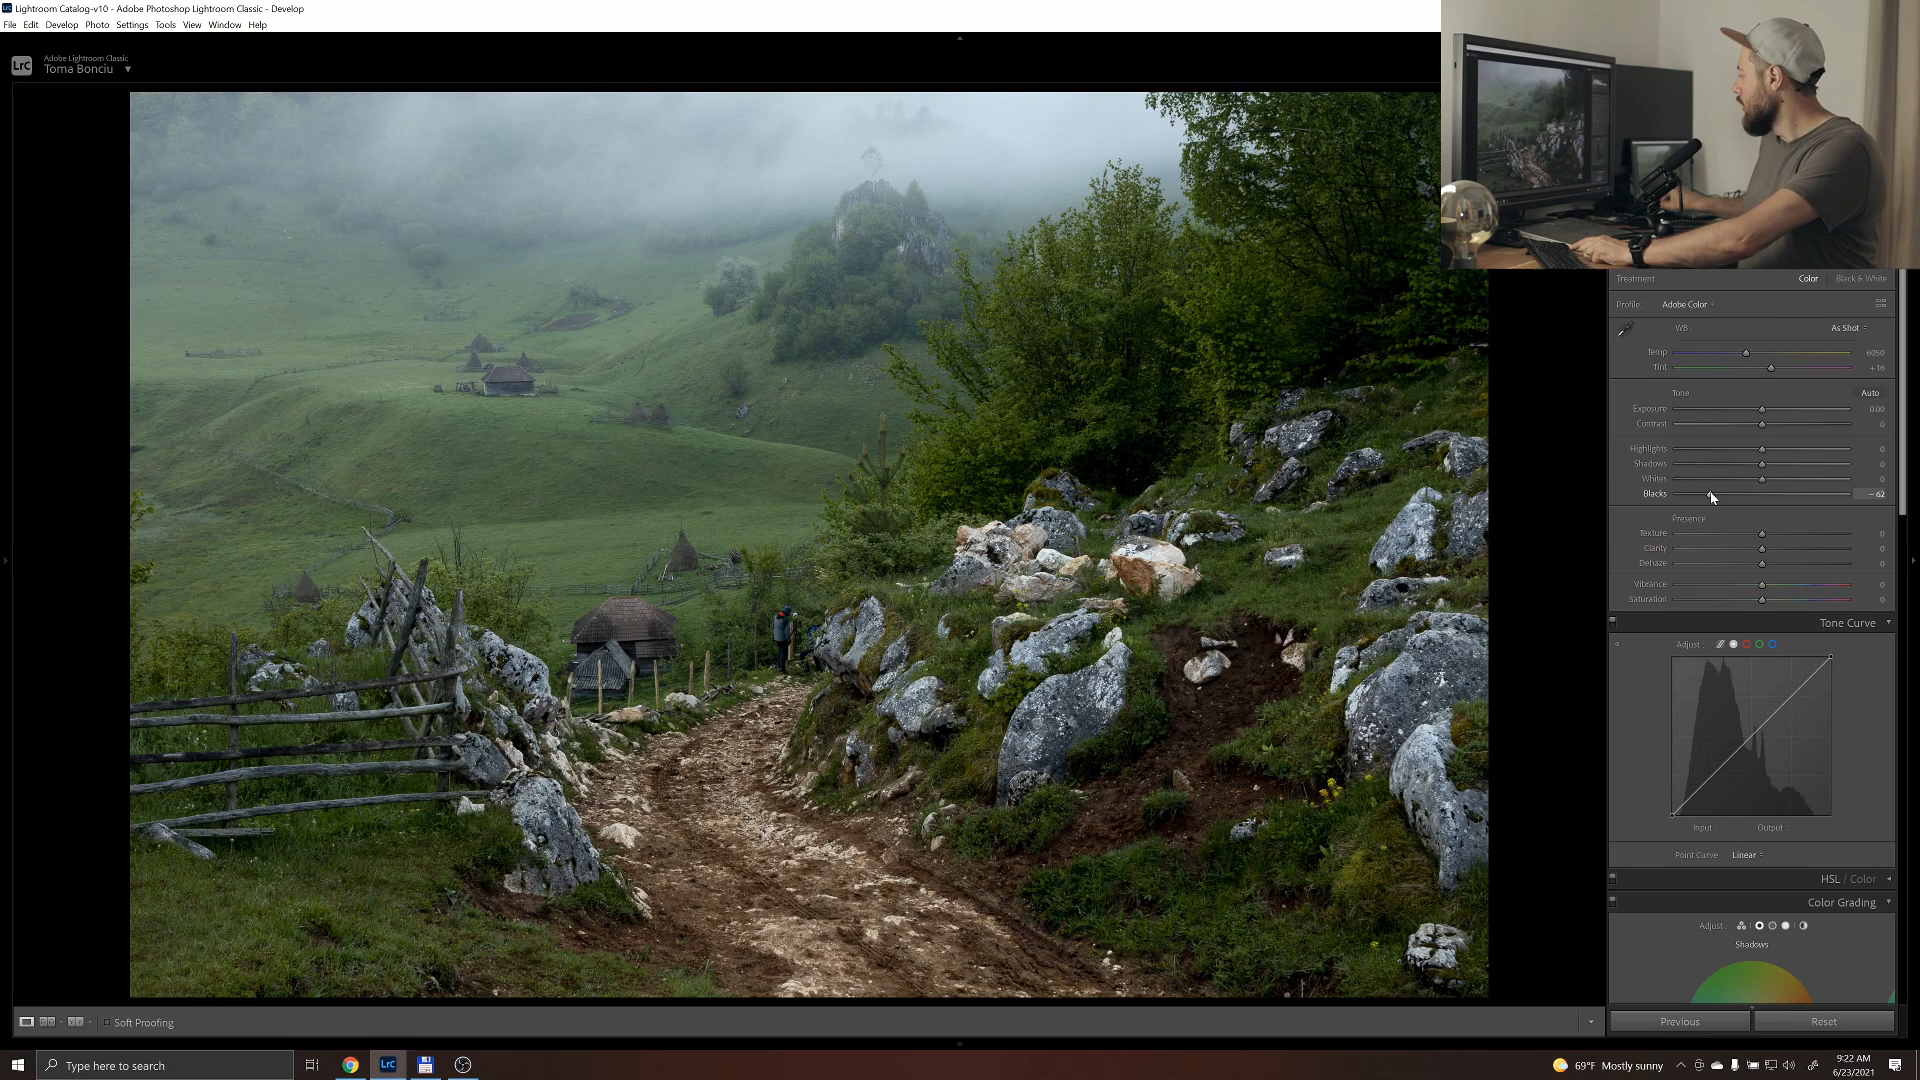 Lightroom Catalog-v10 - Adobe Photoshop Lightroom Classic - Develop
File Edit Develop Photo Settings Tools View Window Help
LrC
Adobe Lightroom Classic
Toma Bonciu
Treatment: Color Black & White
Profile: Adobe Color
WB: As Shot
Temp 6050
Tint + 16
Tone Auto
Exposure 0.00
Contrast 0
Highlights 0
Shadows 0
Whites 0
Blacks - 62
Presence
Texture 0
Clarity 0
Dehaze 0
Vibrance 0
Saturation 0
Tone Curve
Adjust:
Input: Output:
Point Curve: Linear
HSL / Color
Color Grading
Adjust:
Shadows
Soft Proofing
Previous Reset
Type here to search
LrC
69°F Mostly sunny
9:22 AM
6/23/2021